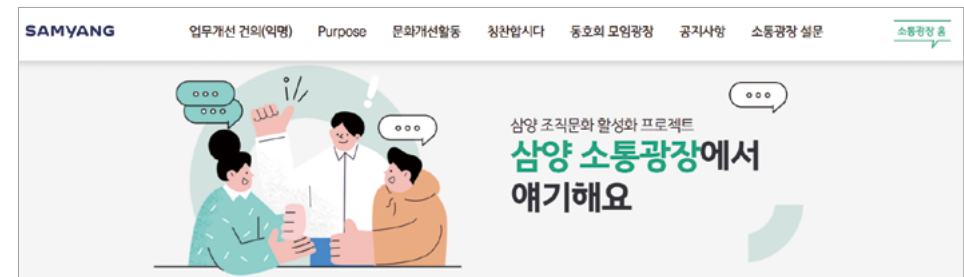 SAMYANG 업무개선 건의(익명) Purpose 문화개선활동 칭찬합시다 동호회 모임광장 공지사항 소통광장 설문 소통광장 홈
삼양 조직문화 활성화 프로젝트
삼양 소통광장에서
얘기해요